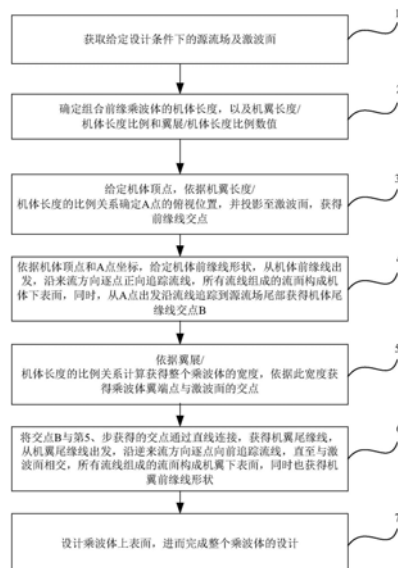 获取给定设计条件下的源流场及激波面
1
确定组合前缘乘波体的机体长度，以及机翼长度/
机体长度比例和翼展/机体长度比例数值
2
给定机体顶点，依据机翼长度/
机体长度的比例关系确定A点的俯视位置，并投影至激波面，获得
前缘线交点
3
依据机体顶点和A点坐标，给定机体前缘线形状，从机体前缘线出
发，沿来流方向逐点正向追踪流线，所有流线组成的流面构成机
体下表面，同时，从A点出发沿流线追踪到源流场尾部获得机体尾
缘线交点B
4
依据翼展/
机体长度的比例关系计算获得整个乘波体的宽度，依据此宽度获
得乘波体翼端点与激波面的交点
5
将交点B与第5、步获得的交点通过直线连接，获得机翼尾缘线，
从机翼尾缘线出发，沿逆来流方向逐点向前追踪流线，直至与激
波面相交，所有流线组成的流面构成机翼下表面，同时也获得机
翼前缘线形状
6
设计乘波体上表面，进而完成整个乘波体的设计
7